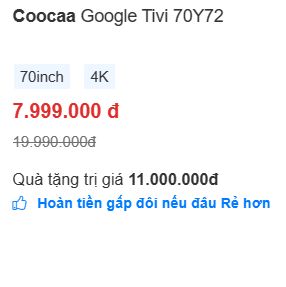 Coocaa Google Tivi 70Y72
70inch 4K
7.999.000 đ
19.990.000đ
Quà tặng trị giá 11.000.000đ
Hoàn tiền gấp đôi nếu đâu Rẻ hơn